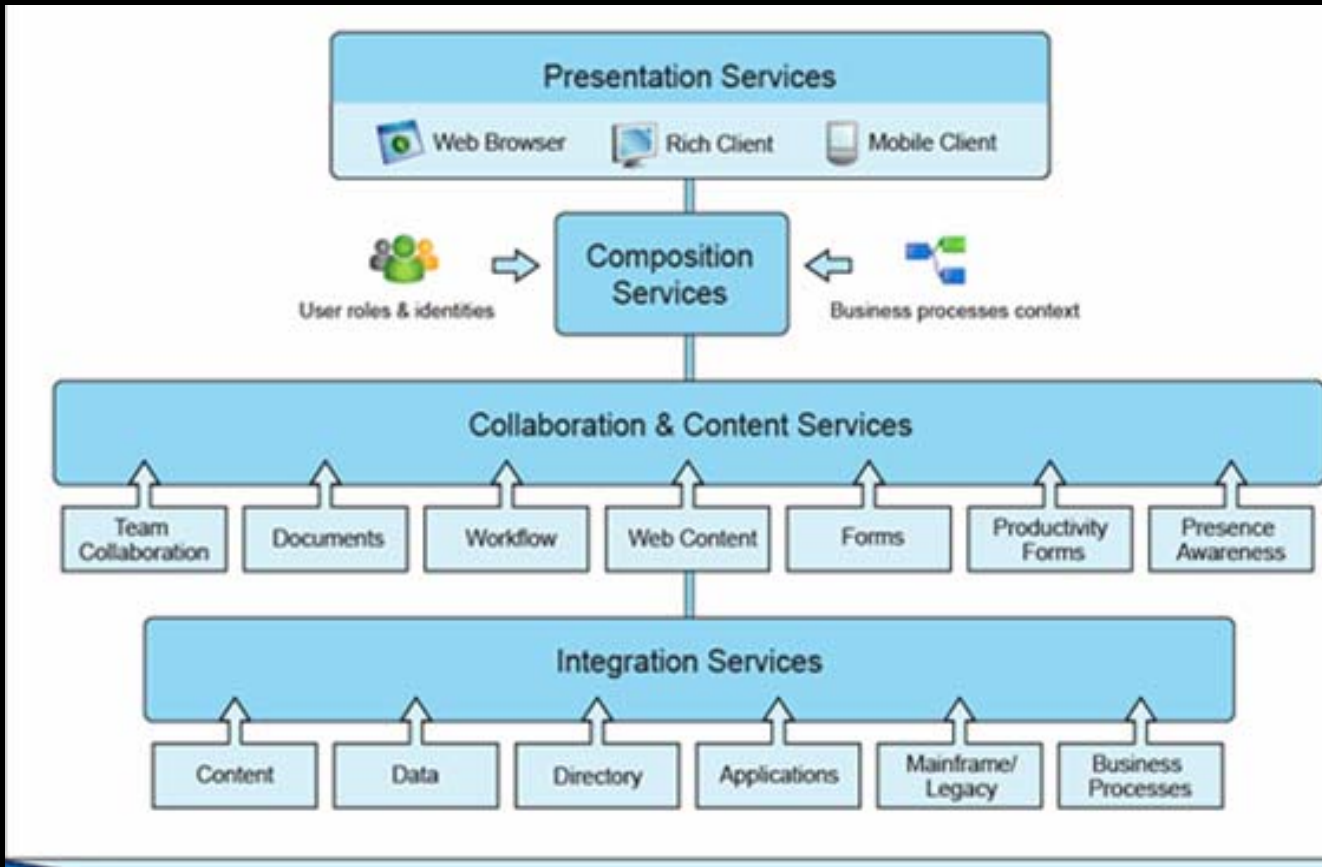 Presentation Services
Web Browser
Rich Client
Mobile Client
Composition
Services
User roles & identities
Business processes context
Collaboration & Content Services
Team
Collaboration
Documents
Workflow
Web Content
Forms
Productivity
Forms
Presence
Awareness
Integration Services
Content
Data
Directory
Applications
Mainframe/
Legacy
Business
Processes